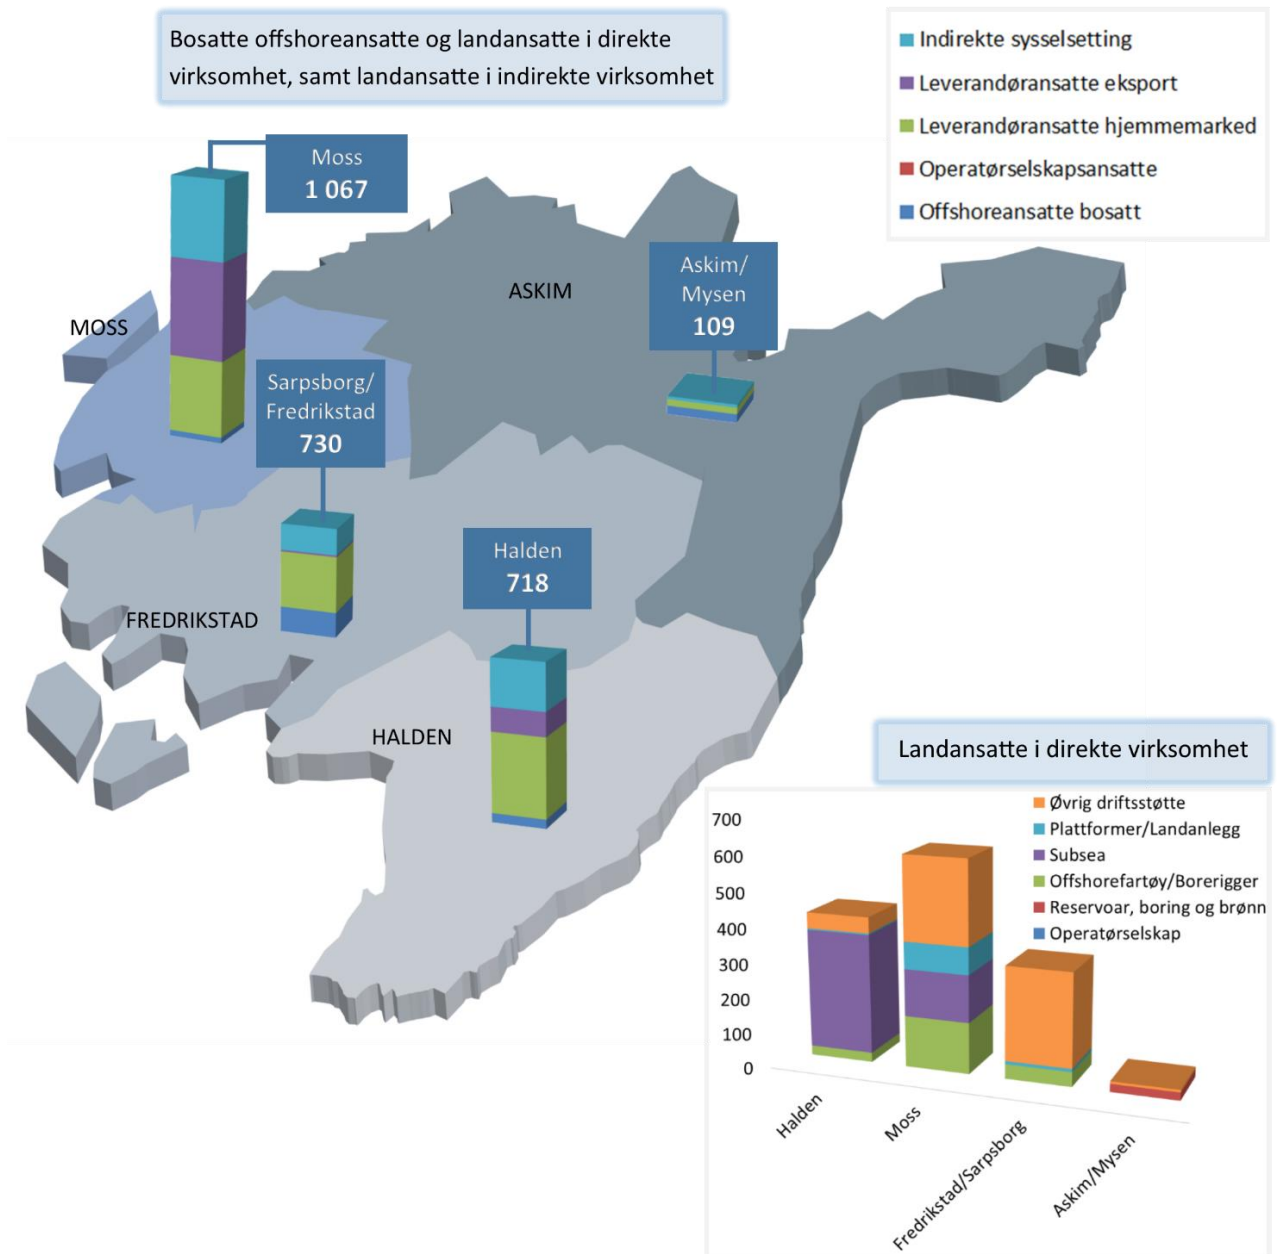 Bosatte offshoreansatte og landansatte i direkte
virksomhet, samt landansatte i indirekte virksomhet
Indirekte sysselsetting
Leverandøransatte eksport
Leverandøransatte hjemmemarked
Operatørselskapsansatte
Offshoreansatte bosatt
Moss
1 067
Askim/
Mysen
109
ASKIM
MOSS
Sarpsborg/
Fredrikstad
730
Halden
718
FREDRIKSTAD
HALDEN
Landansatte i direkte virksomhet
Øvrig driftsstøtte
Plattformer/Landanlegg
Subsea
Offshorefartøy/Borerigger
Reservoar, boring og brønn
Operatørselskap
700
600
500
400
300
200
100
0
Halden
Moss
Fredrikstad/Sarpsborg
Askim/Mysen